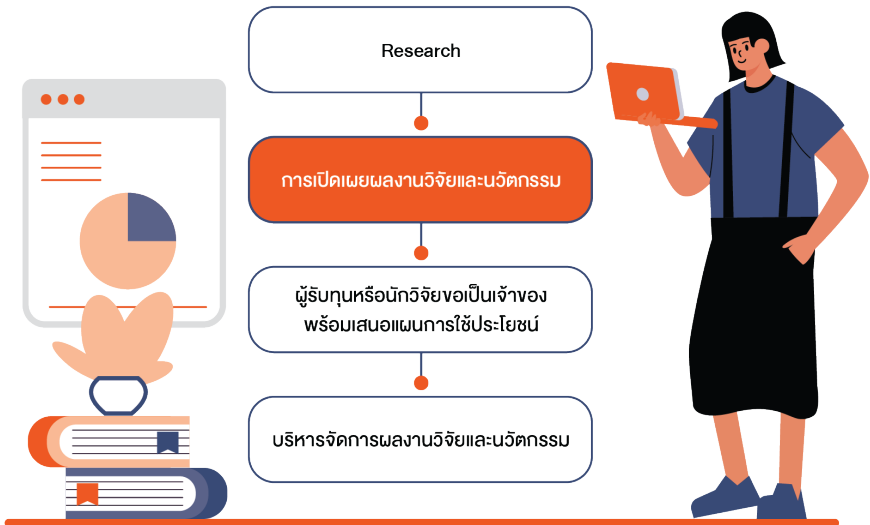 Research
การเปิดเผยผลงานวิจัยและนวัตกรรม
ผู้รับทุนหรือนักวิจัยขอเป็นเจ้าของ
พร้อมเสนอแผนการใช้ประโยชน์
บริหารจัดการผลงานวิจัยและนวัตกรรม